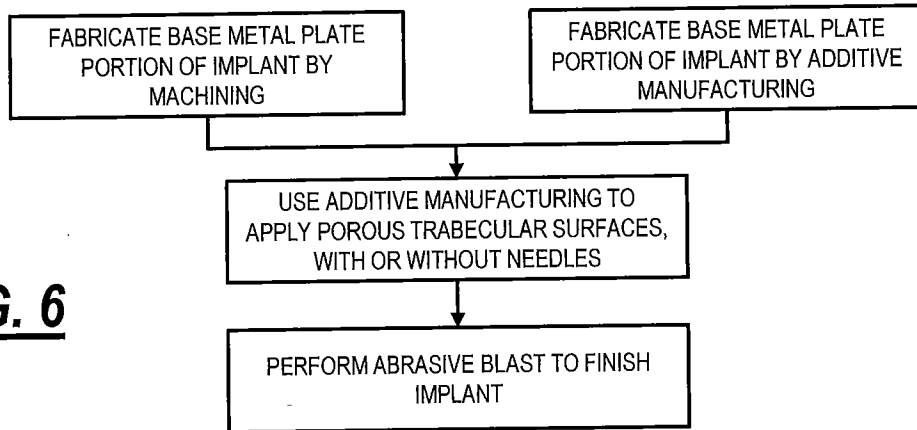 FABRICATE BASE METAL PLATE
PORTION OF IMPLANT BY
MACHINING
FABRICATE BASE METAL PLATE
PORTION OF IMPLANT BY ADDITIVE
MANUFACTURING
USE ADDITIVE MANUFACTURING TO
APPLY POROUS TRABECULAR SURFACES,
WITH OR WITHOUT NEEDLES
G. 6
PERFORM ABRASIVE BLAST TO FINISH
IMPLANT